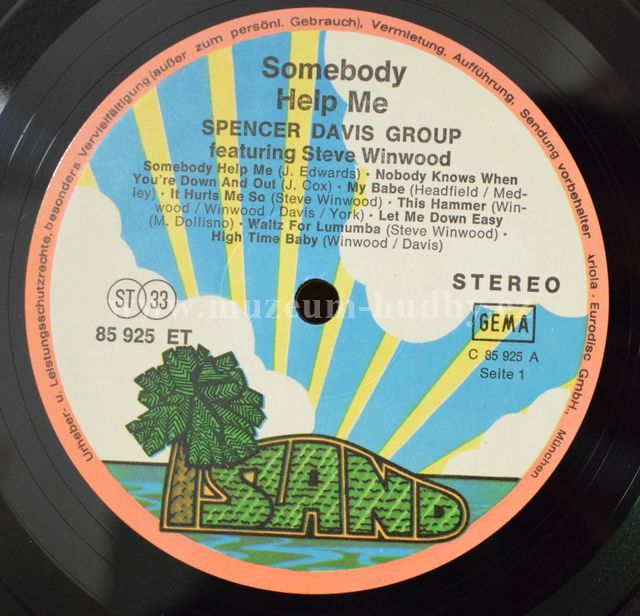 Urheber- u. Leistungsschutzrechte, besonders Vervielfältigung (außer zum persönl. Gebrauch), Vermietung, Aufführung, Sendung vorbehalten Ariola - Eurodisc GmbH., München
Somebody
Help Me
SPENCER DAVIS GROUP
featuring Steve Winwood
Somebody Help Me (J. Edwards) · Nobody Knows When
You're Down And Out (J. Cox) · My Babe (Headfield / Med-
ley) · It Hurts Me So (Steve Winwood) · This Hammer (Win-
wood / Winwood / Davis / York) · Let Me Down Easy
(M. Dollisno) · Waltz For Lumumba (Steve Winwood) ·
High Time Baby (Winwood / Davis)
STEREO
ST 33
www.muzeum-hudby.cz
85 925 ET
GEMA
C 85 925 A
Seite 1
ISLAND